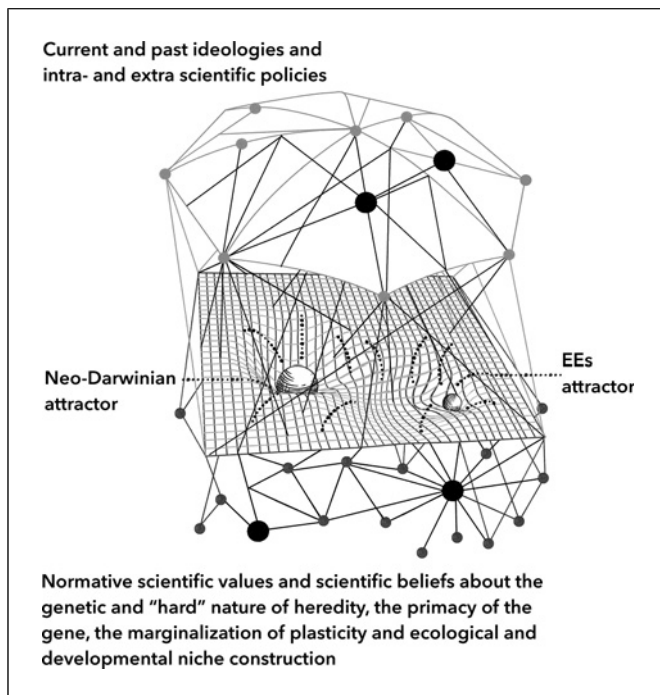 Current and past ideologies and
intra- and extra scientific policies
Neo-Darwinian
attractor
EEs
attractor
Normative scientific values and scientific beliefs about the
genetic and “hard” nature of heredity, the primacy of the
gene, the marginalization of plasticity and ecological and
developmental niche construction